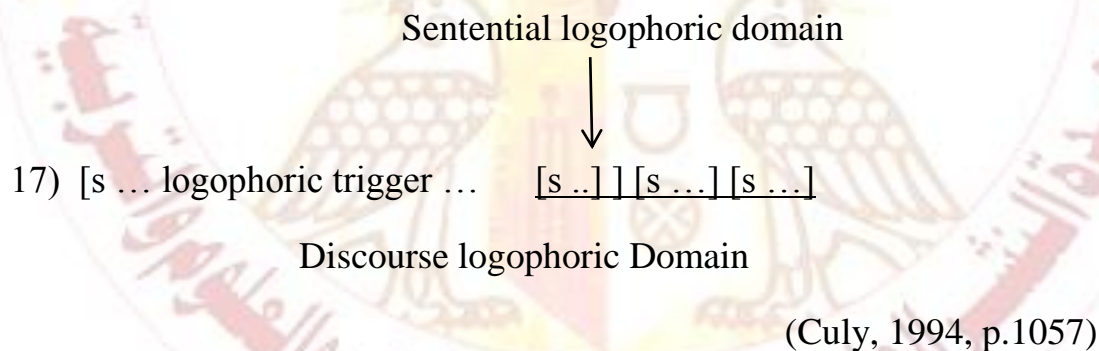 Sentential logophoric domain
17) [s … logophoric trigger … [s ..] ] [s …] [s …]
Discourse logophoric Domain
(Culy, 1994, p.1057)